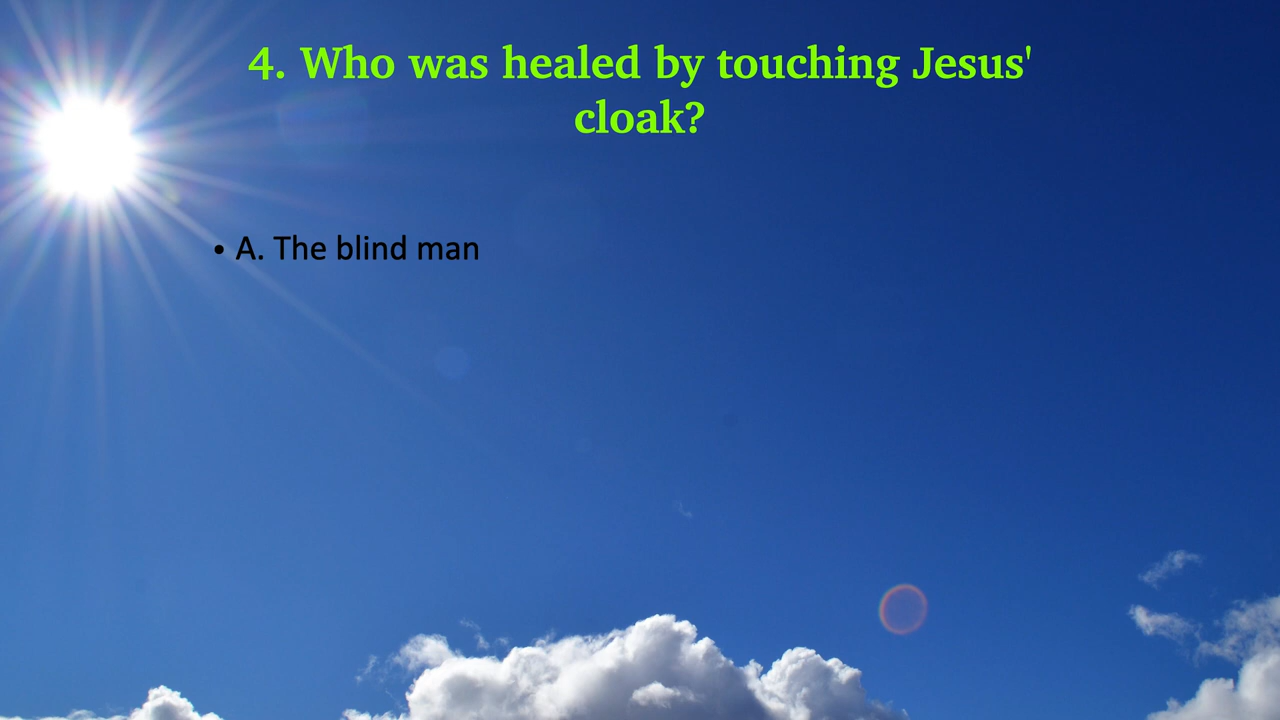 4. Who was healed by touching Jesus'
cloak?
• A. The blind man